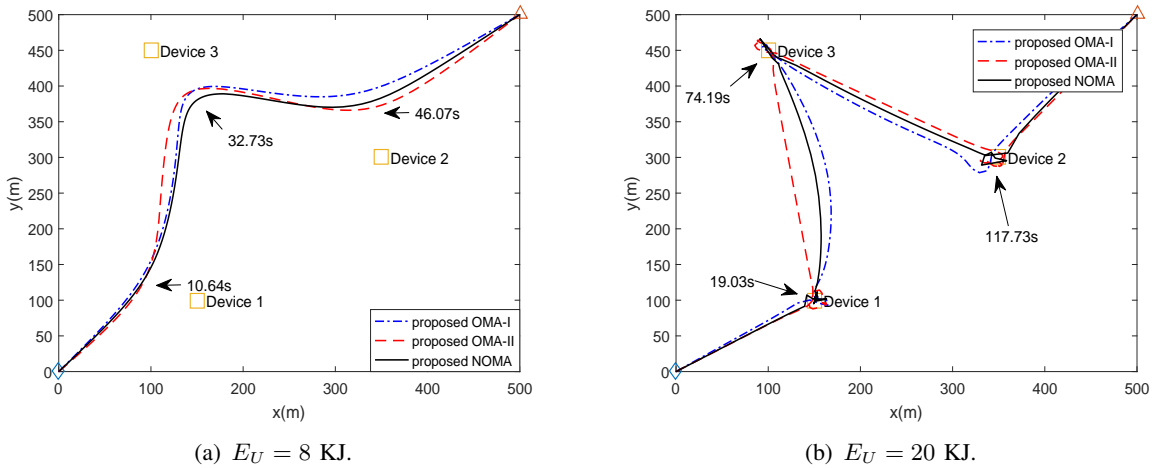 500
450
400
350
300
250
200
150
100
50
0
y(m)
Device 3
32.73s
46.07s
Device 2
10.64s
Device 1
proposed OMA-I
proposed OMA-II
proposed NOMA
0 100 200 300 400 500
x(m)
(a) E_U = 8 KJ.
500
450
400
350
300
250
200
150
100
50
0
y(m)
Device 3
proposed OMA-I
proposed OMA-II
proposed NOMA
74.19s
Device 2
117.73s
19.03s
Device 1
0 100 200 300 400 500
x(m)
(b) E_U = 20 KJ.